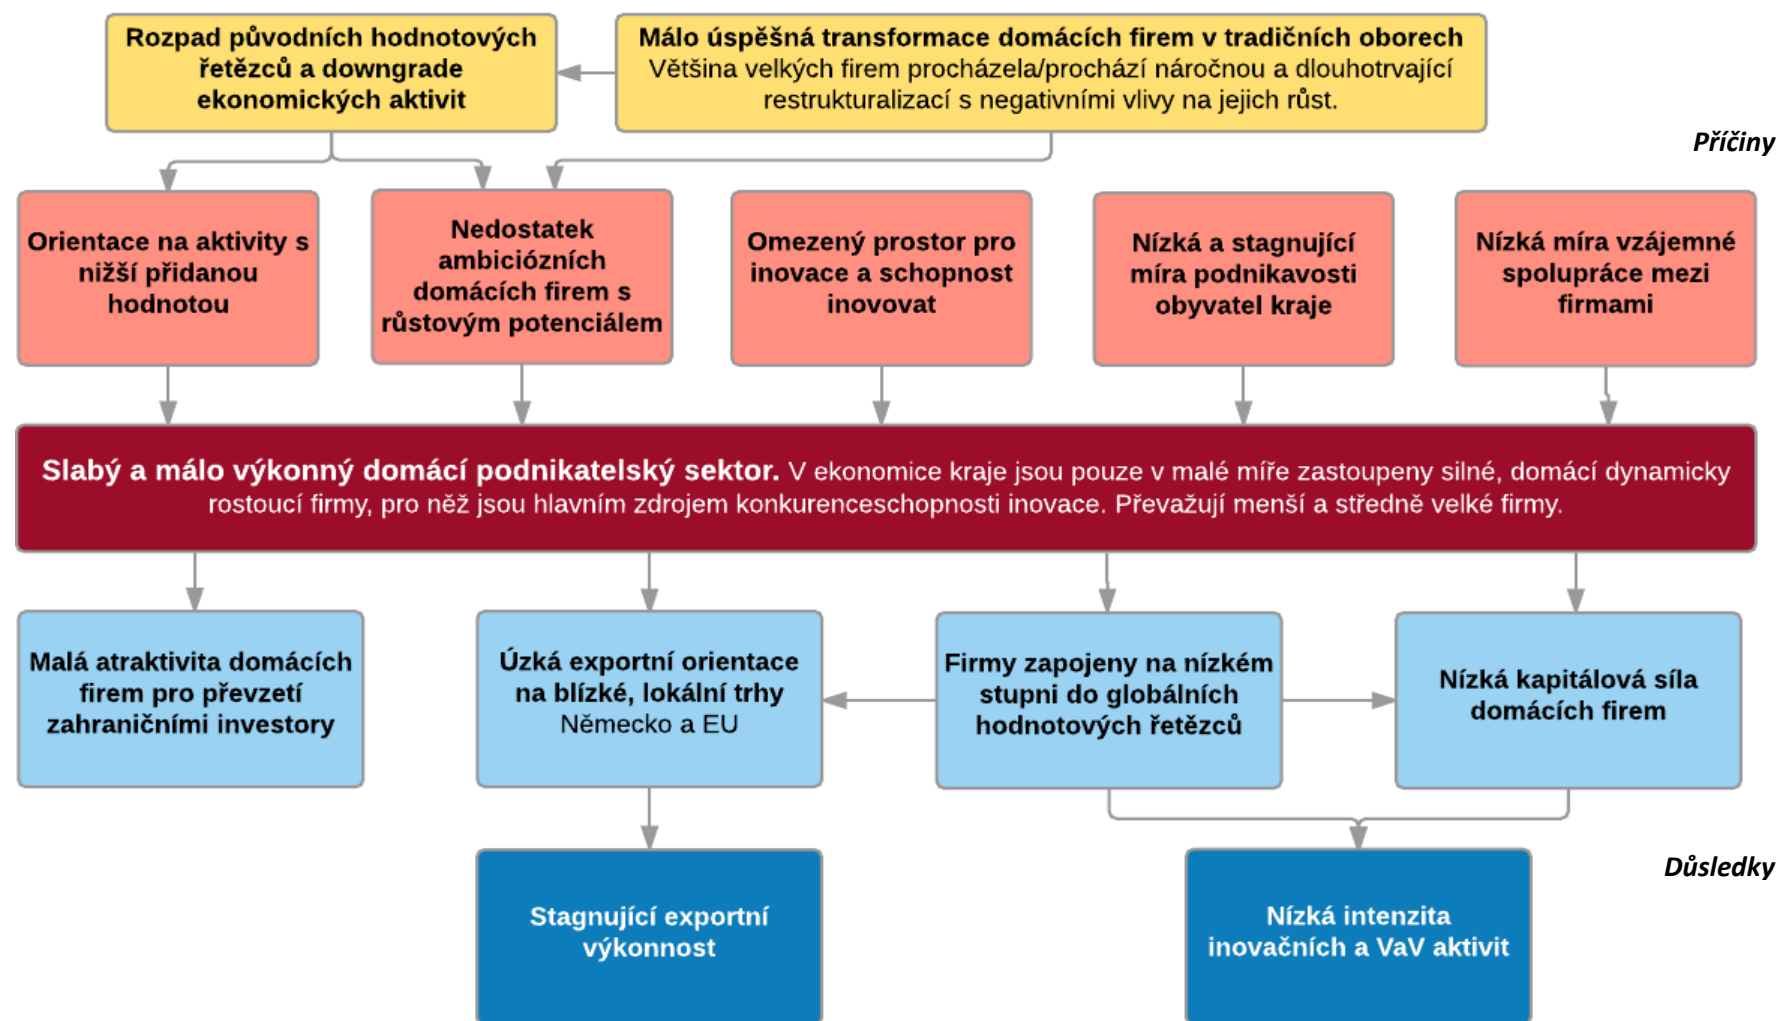 Rozpad původních hodnotových
řetězců a downgrade
ekonomických aktivit
Málo úspěšná transformace domácích firem v tradičních oborech
Většina velkých firem procházela/prochází náročnou a dlouhotrvající
restrukturalizací s negativními vlivy na jejich růst.
Příčiny
Orientace na aktivity s
nižší přidanou
hodnotou
Nedostatek
ambiciózních
domácích firem s
růstovým potenciálem
Omezený prostor pro
inovace a schopnost
inovovat
Nízká a stagnující
míra podnikavosti
obyvatel kraje
Nízká míra vzájemné
spolupráce mezi
firmami
Slabý a málo výkonný domácí podnikatelský sektor. V ekonomice kraje jsou pouze v malé míře zastoupeny silné, domácí dynamicky
rostoucí firmy, pro něž jsou hlavním zdrojem konkurenceschopnosti inovace. Převažují menší a středně velké firmy.
Malá atraktivita domácích
firem pro převzetí
zahraničními investory
Úzká exportní orientace
na blízké, lokální trhy
Německo a EU
Firmy zapojeny na nízkém
stupni do globálních
hodnotových řetězců
Nízká kapitálová síla
domácích firem
Důsledky
Stagnující exportní
výkonnost
Nízká intenzita
inovačních a VaV aktivit